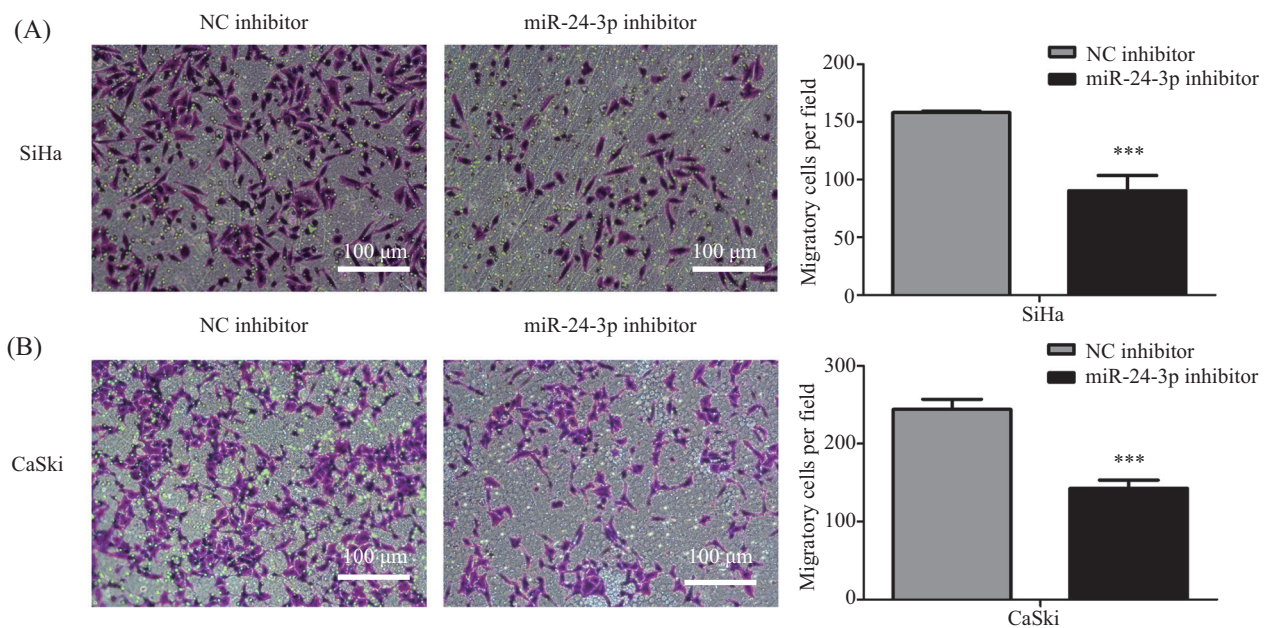 (A)
NC inhibitor
miR-24-3p inhibitor
SiHa
100 μm
100 μm
NC inhibitor
miR-24-3p inhibitor
Migratory cells per field
200
150
100
50
0
***
SiHa
(B)
NC inhibitor
miR-24-3p inhibitor
CaSki
100 μm
100 μm
NC inhibitor
miR-24-3p inhibitor
Migratory cells per field
300
200
100
0
***
CaSki